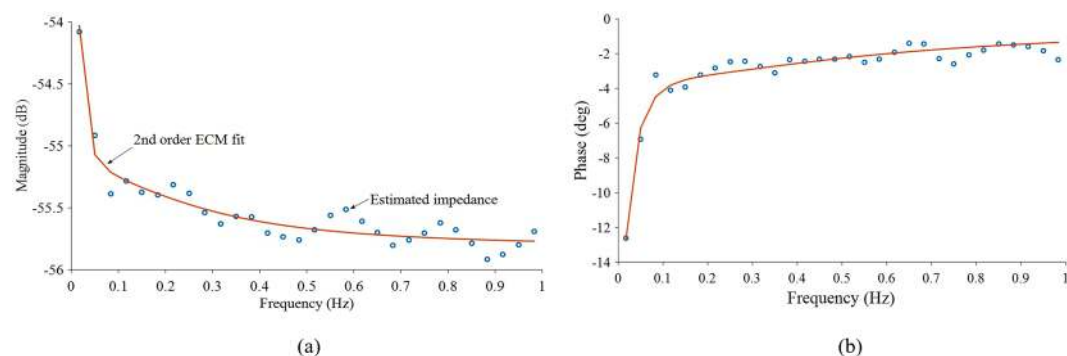 -54
-54.5
-55
-55.5
-56
Magnitude (dB)
2nd order ECM fit
Estimated impedance
0 0.1 0.2 0.3 0.4 0.5 0.6 0.7 0.8 0.9 1
Frequency (Hz)
(a)
0
-2
-4
-6
-8
-10
-12
-14
Phase (deg)
0 0.1 0.2 0.3 0.4 0.5 0.6 0.7 0.8 0.9 1
Frequency (Hz)
(b)